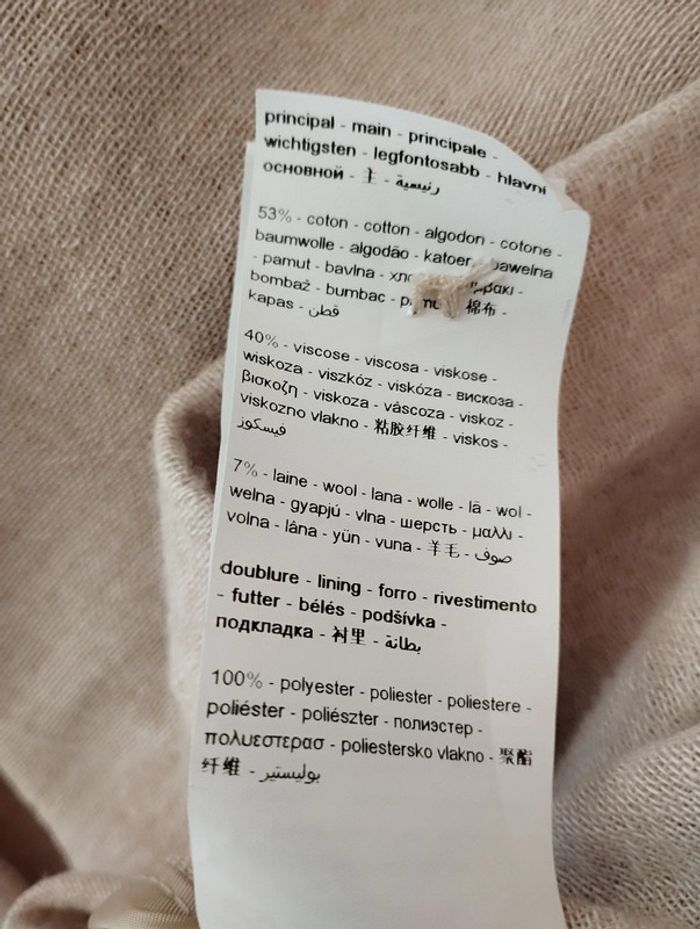 principal - main - principale -
wichtigsten - legfontosabb - hlavni
основной - 主 - رئيسية
53% - coton - cotton - algodon - cotone -
baumwolle - algodão - katoen bawelna
- pamut - bavlna -
bombaž - bumbac - 棉布 -
kapas - قطن
40% - viscose - viscosa - viskose -
wiskoza - viszkóz - viskóza - вискоза -
βισκοζη - viskoza - vâscoza - viskoz -
viskozno vlakno - 粘胶纤维 - viskos -
فيسكوز
7% - laine - wool - lana - wolle - lã - wol -
welna - gyapjú - vlna - шерсть - μαλλι -
volna - lâna - yün - vuna - 羊毛 - صوف
doublure - lining - forro - rivestimento
- futter - bélés - podšívka -
подкладка - 衬里 - بطانة
100% - polyester - poliester - poliestere -
poliéster - poliészter - полиэстер -
πολυεστερασ - poliestersko vlakno - 聚酯
纤维 - بوليستير